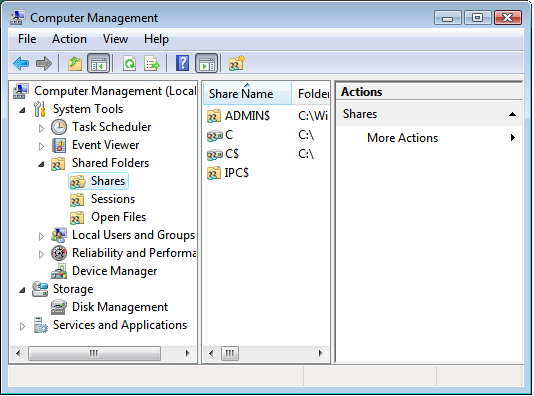 Computer Management
File Action View Help
Computer Management (Local
System Tools
Task Scheduler
Event Viewer
Shared Folders
Shares
Sessions
Open Files
Local Users and Groups
Reliability and Performa
Device Manager
Storage
Disk Management
Services and Applications
Share Name Folder
ADMIN$ C:\Wi
C C:\
C$ C:\
IPC$
Actions
Shares
More Actions